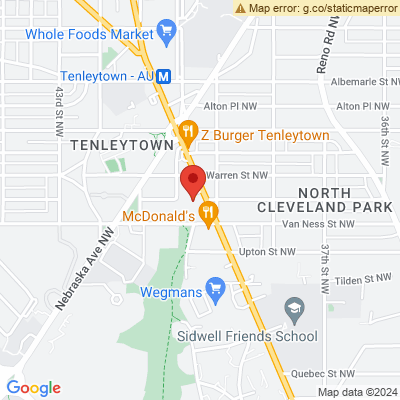 Map error: g.co/staticmaperror
Whole Foods Market
Reno Rd NW
Tenleytown - AU M
Albemarle St NW
43rd St NW
Alton Pl NW
36th St NW
Z Burger Tenleytown
TENLEYTOWN
Warren St NW
NORTH
CLEVELAND PARK
McDonald's
Van Ness St NW
Nebraska Ave NW
Upton St NW
37th St NW
Tilden St NW
Wegmans
Sidwell Friends School
Quebec St NW
Google
Map data ©2024